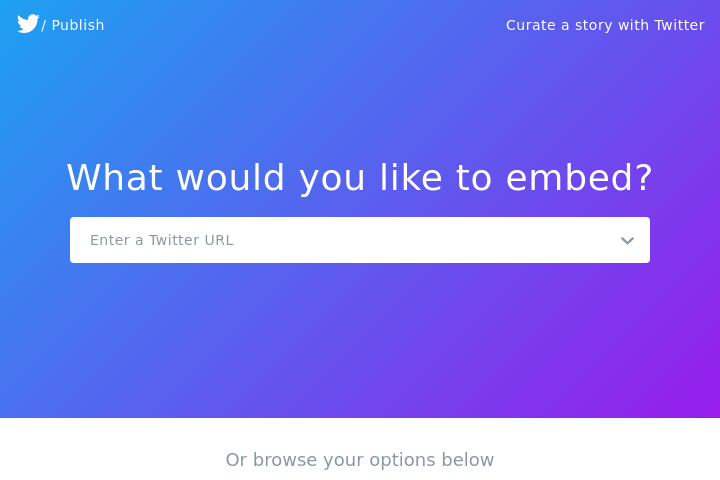 / Publish
Curate a story with Twitter
What would you like to embed?
Enter a Twitter URL
Or browse your options below